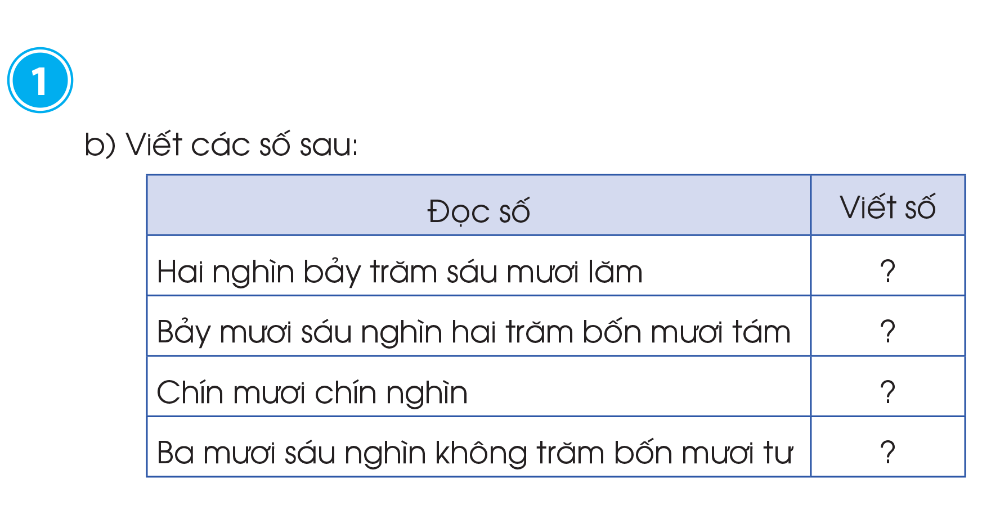 1
b) Viết các số sau:
Đọc số Viết số
Hai nghìn bảy trăm sáu mươi lăm ?
Bảy mươi sáu nghìn hai trăm bốn mươi tám ?
Chín mươi chín nghìn ?
Ba mươi sáu nghìn không trăm bốn mươi tư ?